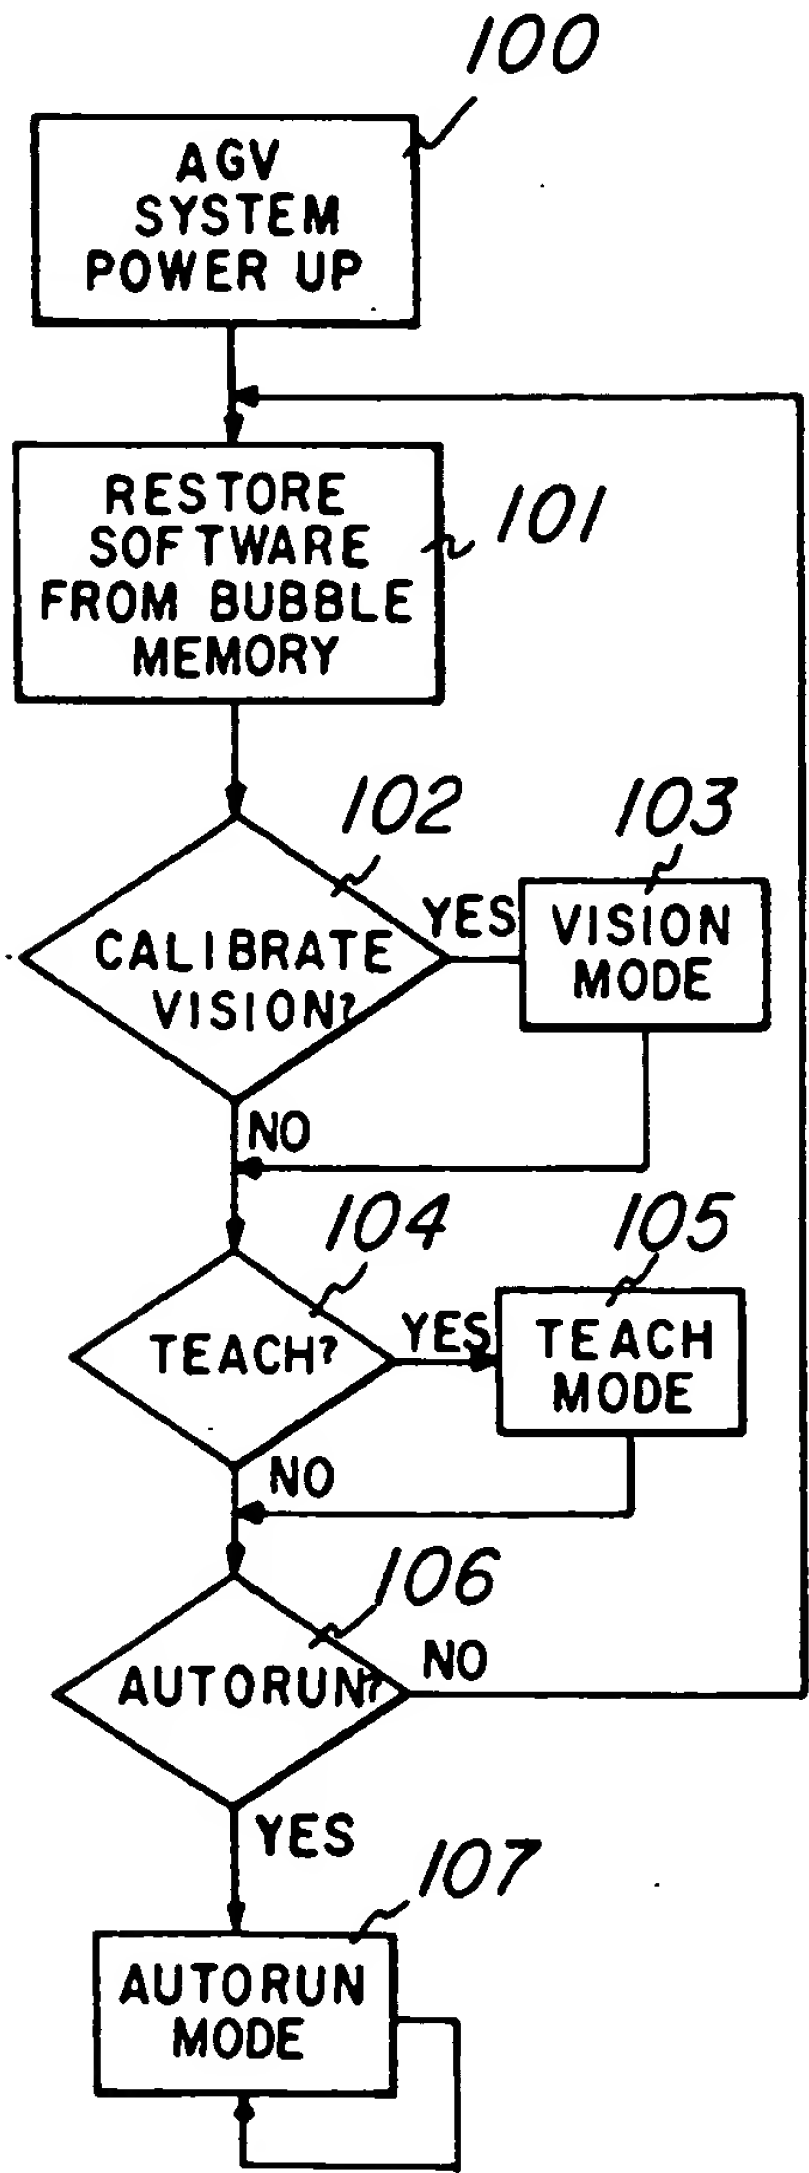 100
AGV
SYSTEM
POWER UP
RESTORE
SOFTWARE
FROM BUBBLE
MEMORY
101
102
103
CALIBRATE
VISION?
YES
VISION
MODE
NO
104
105
TEACH?
YES
TEACH
MODE
NO
106
AUTORUN?
NO
YES
107
AUTORUN
MODE